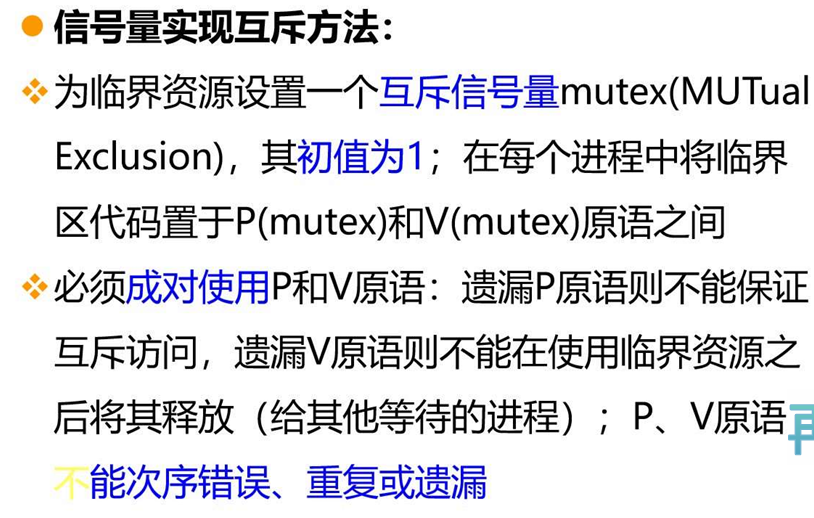 信号量实现互斥方法：
为临界资源设置一个互斥信号量mutex(MUTual
Exclusion)，其初值为1；在每个进程中将临界
区代码置于P(mutex)和V(mutex)原语之间
必须成对使用P和V原语：遗漏P原语则不能保证
互斥访问，遗漏V原语则不能在使用临界资源之
后将其释放（给其他等待的进程）；P、V原语
不能次序错误、重复或遗漏